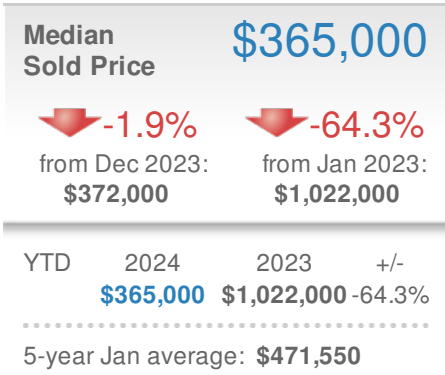 Median
Sold Price
$365,000
-1.9%
-64.3%
from Dec 2023:
from Jan 2023:
$372,000
$1,022,000
YTD 2024 2023 +/-
$365,000 $1,022,000 -64.3%
5-year Jan average: $471,550